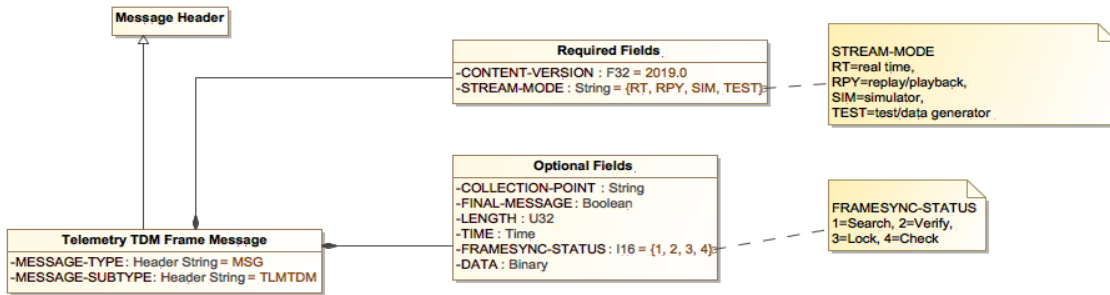 Message Header
Required Fields
-CONTENT-VERSION : F32 = 2019.0
-STREAM-MODE : String = {RT, RPY, SIM, TEST}
STREAM-MODE
RT=real time,
RPY=replay/playback,
SIM=simulator,
TEST=test/data generator
Optional Fields
-COLLECTION-POINT : String
-FINAL-MESSAGE : Boolean
-LENGTH : U32
-TIME : Time
-FRAMESYNC-STATUS : I16 = {1, 2, 3, 4}
-DATA : Binary
FRAMESYNC-STATUS
1=Search, 2=Verify,
3=Lock, 4=Check
Telemetry TDM Frame Message
-MESSAGE-TYPE : Header String = MSG
-MESSAGE-SUBTYPE : Header String = TLMTDM